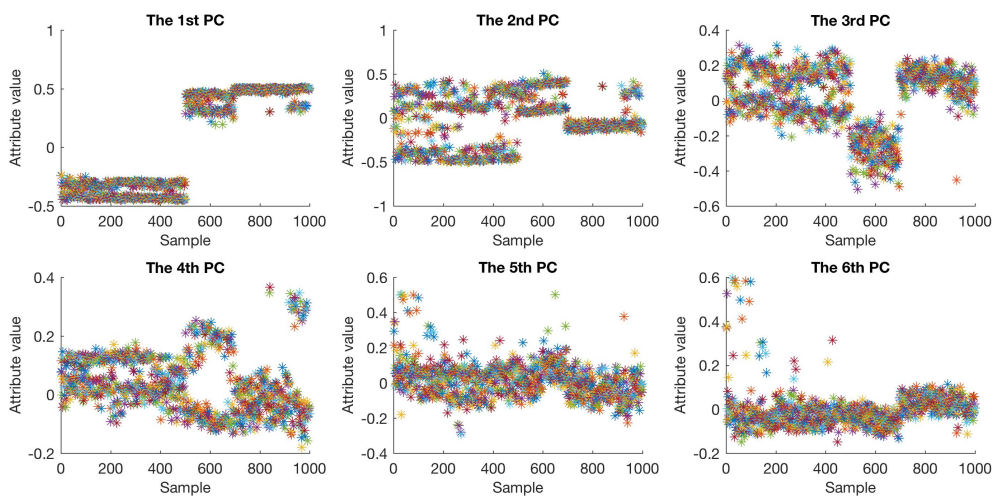 The 1st PC
1
0.5
0
-0.5
Attribute value
0 200 400 600 800 1000
Sample
The 2nd PC
1
0.5
0
-0.5
-1
Attribute value
0 200 400 600 800 1000
Sample
The 3rd PC
0.4
0.2
0
-0.2
-0.4
-0.6
Attribute value
0 200 400 600 800 1000
Sample
The 4th PC
0.4
0.2
0
-0.2
Attribute value
0 200 400 600 800 1000
Sample
The 5th PC
0.6
0.4
0.2
0
-0.2
-0.4
Attribute value
0 200 400 600 800 1000
Sample
The 6th PC
0.6
0.4
0.2
0
-0.2
Attribute value
0 200 400 600 800 1000
Sample